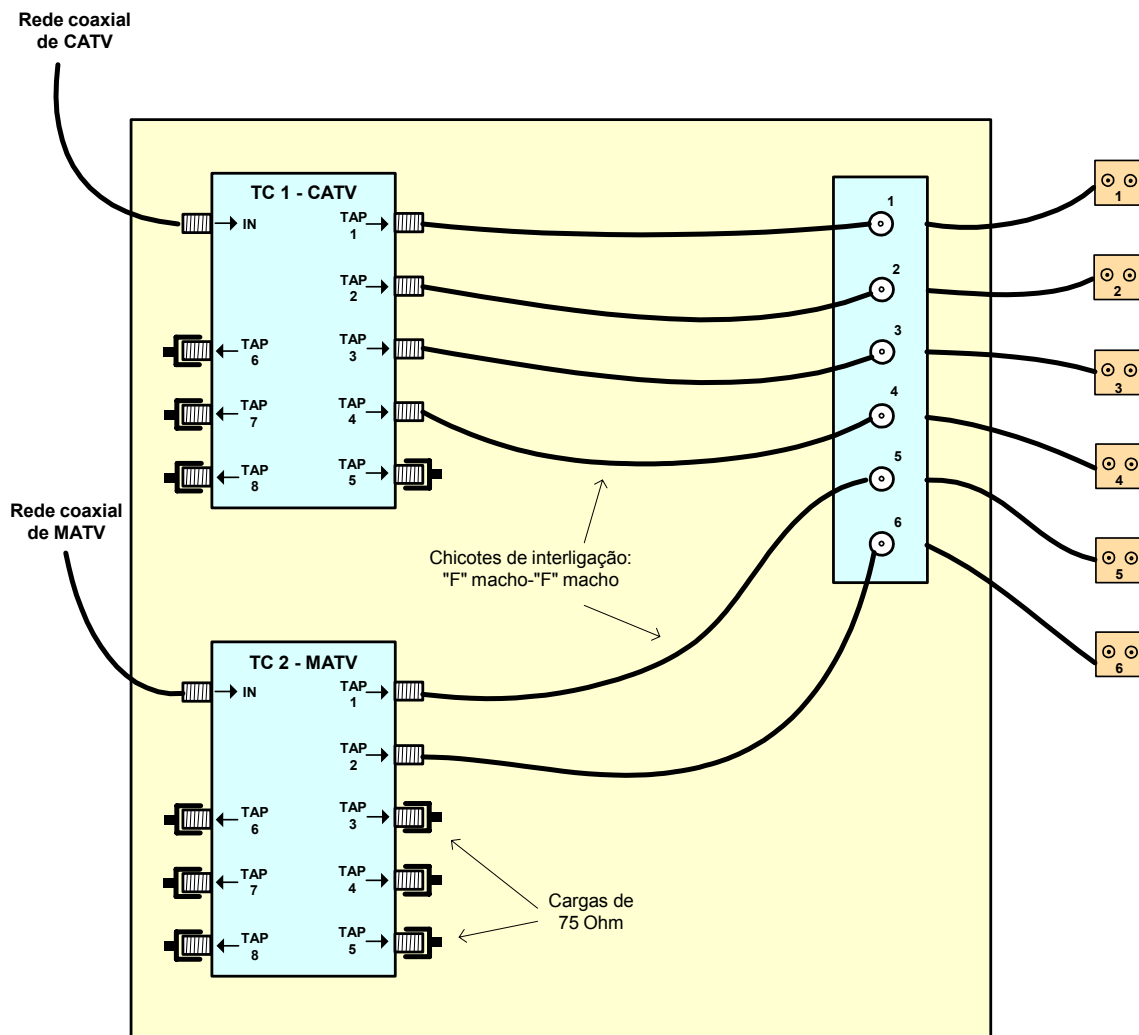 Rede coaxial
de CATV
TC 1 - CATV
IN
TAP
1
TAP
2
TAP
3
TAP
4
TAP
5
TAP
6
TAP
7
TAP
8
1
2
3
4
5
6
1
2
3
4
5
6
Rede coaxial
de MATV
Chicotes de interligação:
"F" macho-"F" macho
TC 2 - MATV
IN
TAP
1
TAP
2
TAP
3
TAP
4
TAP
5
TAP
6
TAP
7
TAP
8
Cargas de
75 Ohm